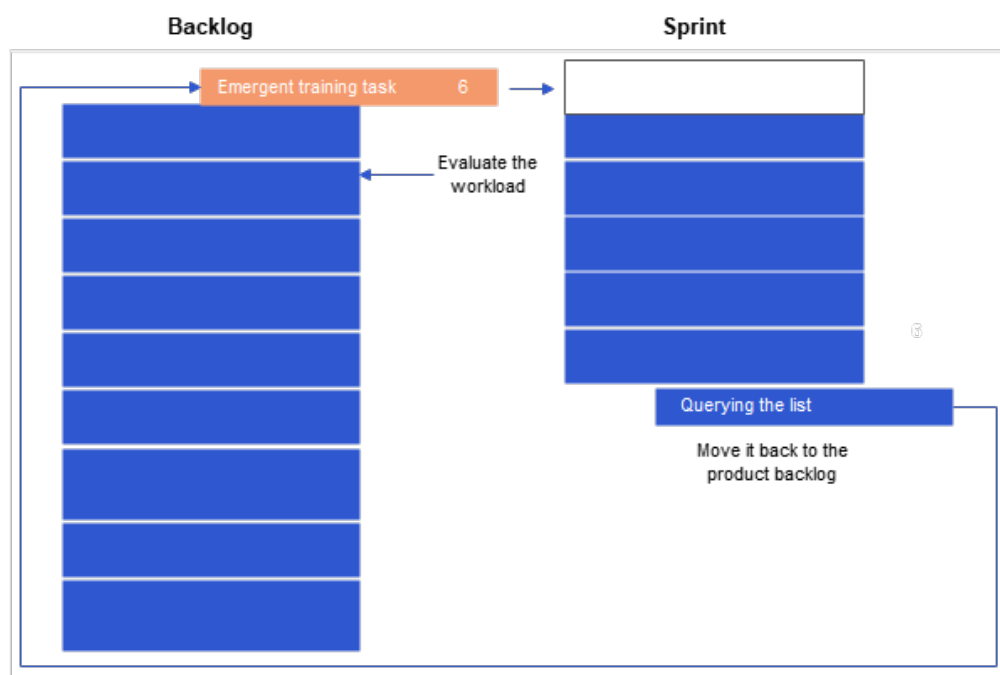 Backlog
Sprint
Emergent training task 6
Evaluate the
workload
6
Querying the list
Move it back to the
product backlog